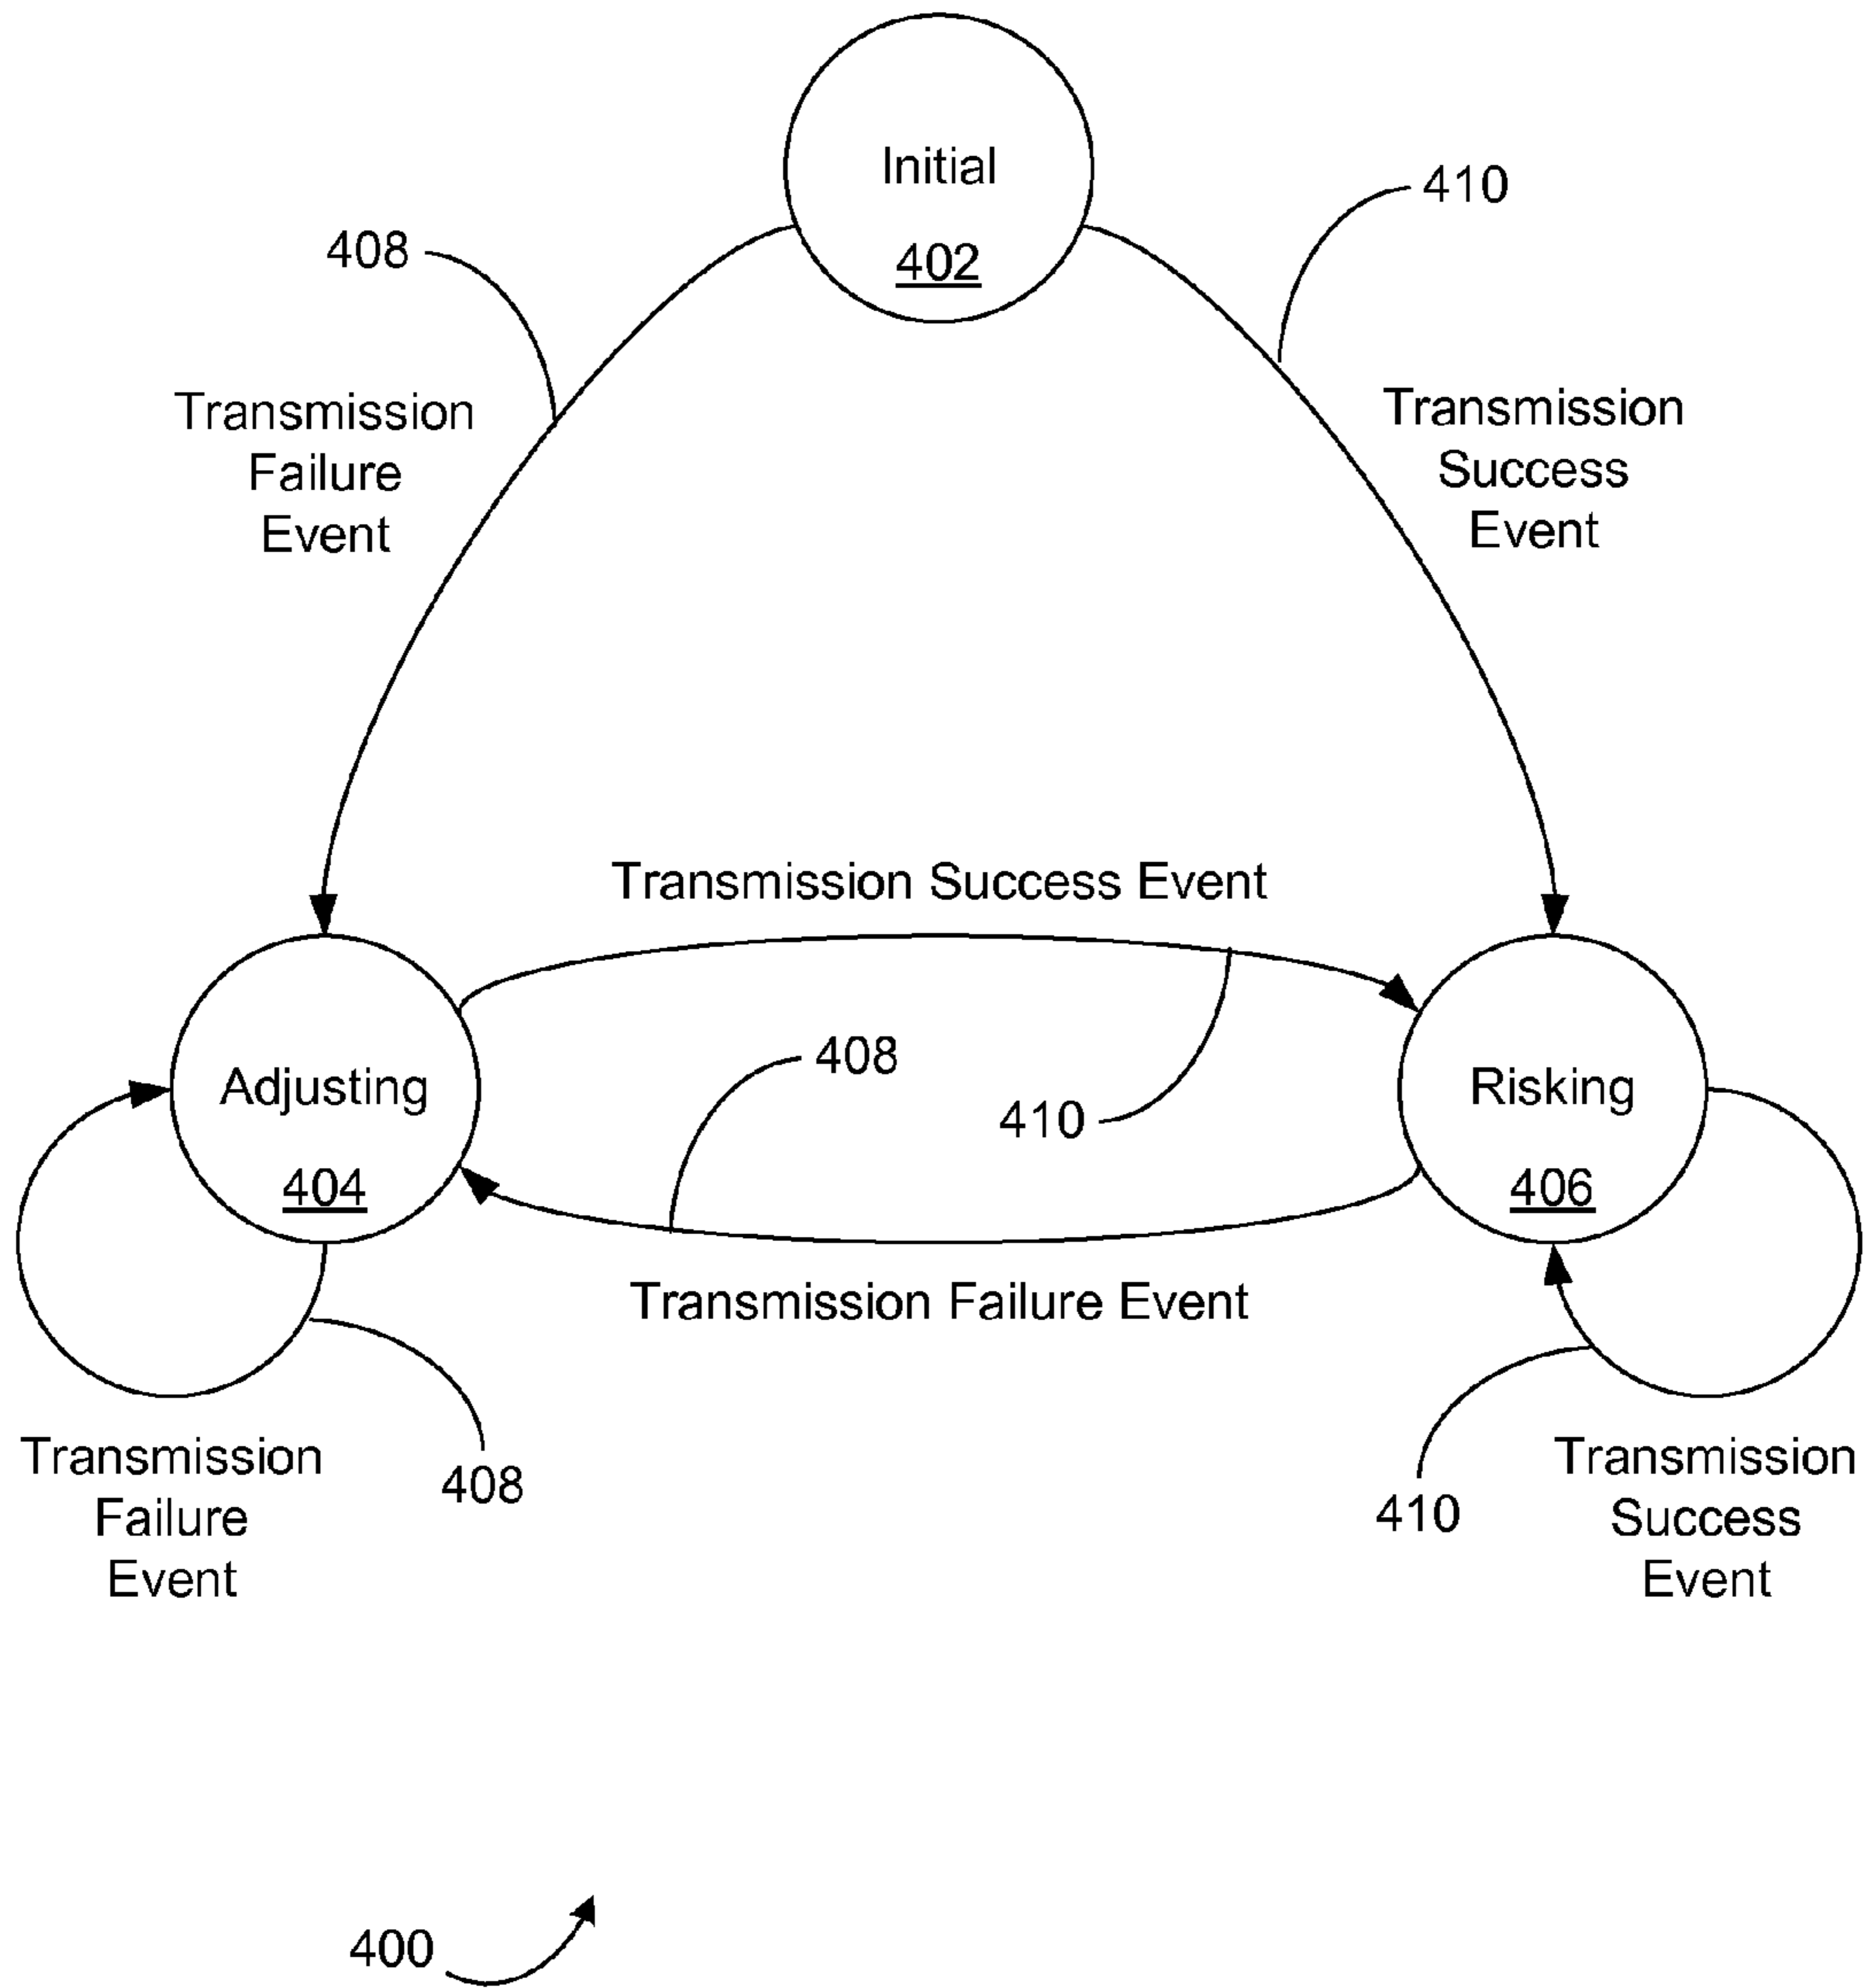 Initial
402
410
408
Transmission
Failure
Event
Transmission
Success
Event
Transmission Success Event
408
410
Adjusting
404
Risking
406
Transmission Failure Event
Transmission
Failure
Event
408
410
Transmission
Success
Event
400